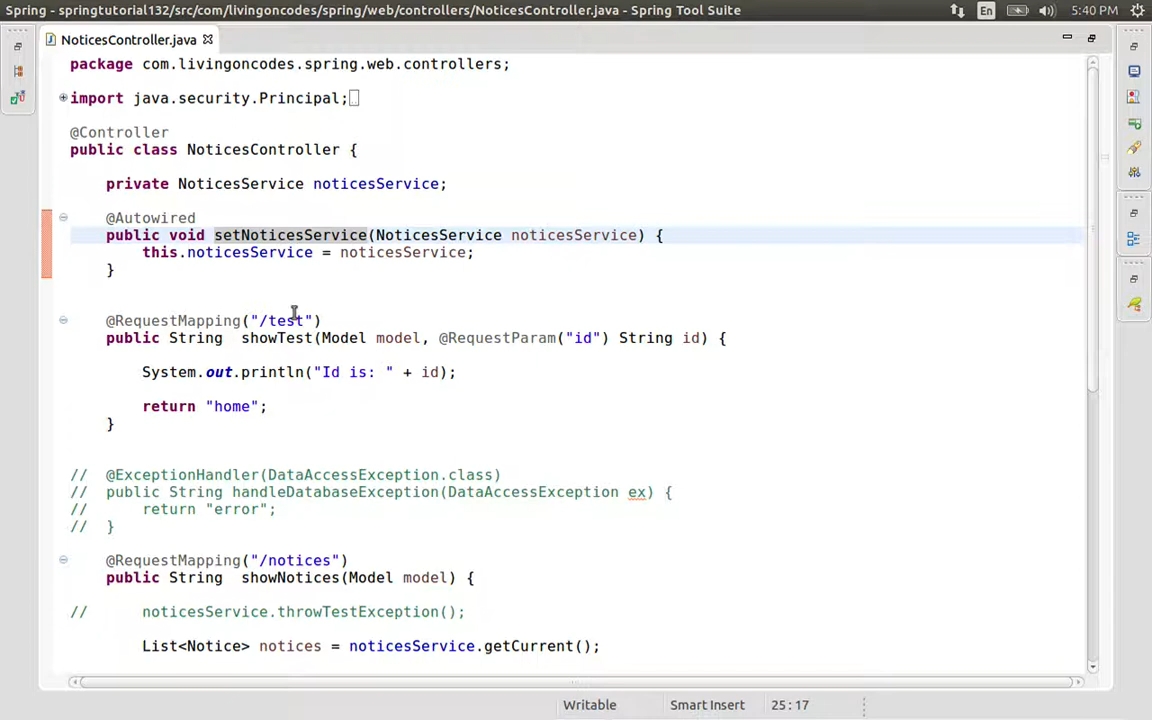 Spring - springtutorial132/src/com/livingoncodes/spring/web/controllers/NoticesController.java - Spring Tool Suite
En
5:40 PM
NoticesController.java
package com.livingoncodes.spring.web.controllers;
import java.security.Principal;
@Controller
public class NoticesController {
private NoticesService noticesService;
@Autowired
public void setNoticesService(NoticesService noticesService) {
this.noticesService = noticesService;
}
@RequestMapping("/test")
public String showTest(Model model, @RequestParam("id") String id) {
System.out.println("Id is: " + id);
return "home";
}
// @ExceptionHandler(DataAccessException.class)
// public String handleDatabaseException(DataAccessException ex) {
// return "error";
// }
@RequestMapping("/notices")
public String showNotices(Model model) {
// noticesService.throwTestException();
List<Notice> notices = noticesService.getCurrent();
Writable
Smart Insert
25 : 17